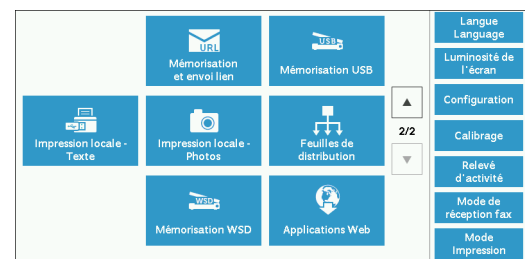 URL
Mémorisation
et envoi lien
USB
Mémorisation USB
Impression locale -
Texte
Impression locale -
Photos
Feuilles de
distribution
WSD
Mémorisation WSD
Applications Web
2/2
Langue
Language
Luminosité de
l'écran
Configuration
Calibrage
Relevé
d'activité
Mode de
réception fax
Mode
Impression